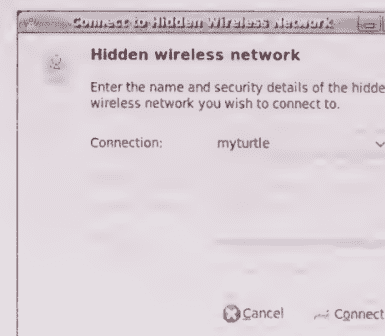 Connect to Hidden Wireless Network
Hidden wireless network
Enter the name and security details of the hidde
wireless network you wish to connect to.
Connection: myturtle
Cancel Connect